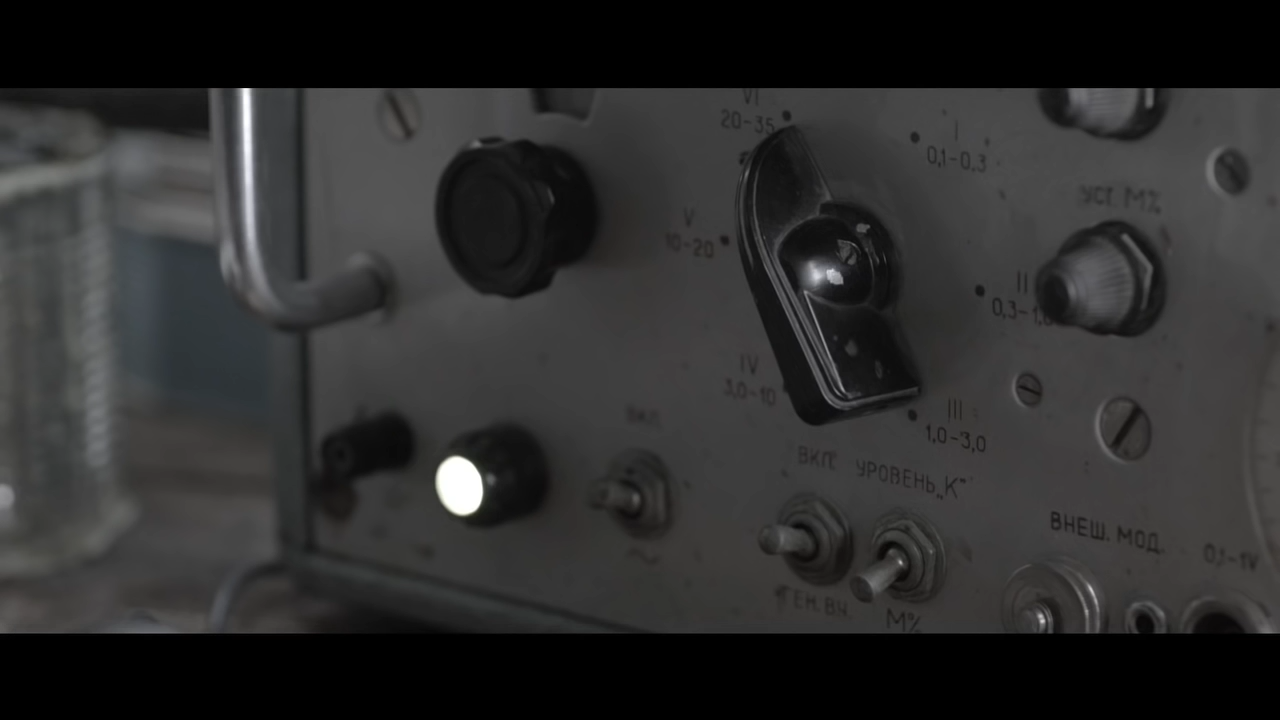 VI
20-35
I
0,1-0,3
УСТ. М%
V
10-20
II
0,3-1,0
IV
3,0-10
III
1,0-3,0
ВКЛ.
ВКЛ. УРОВЕНЬ „К"
ВНЕШ. МОД. 0,1-1V
ГЕН. ВЧ
М%